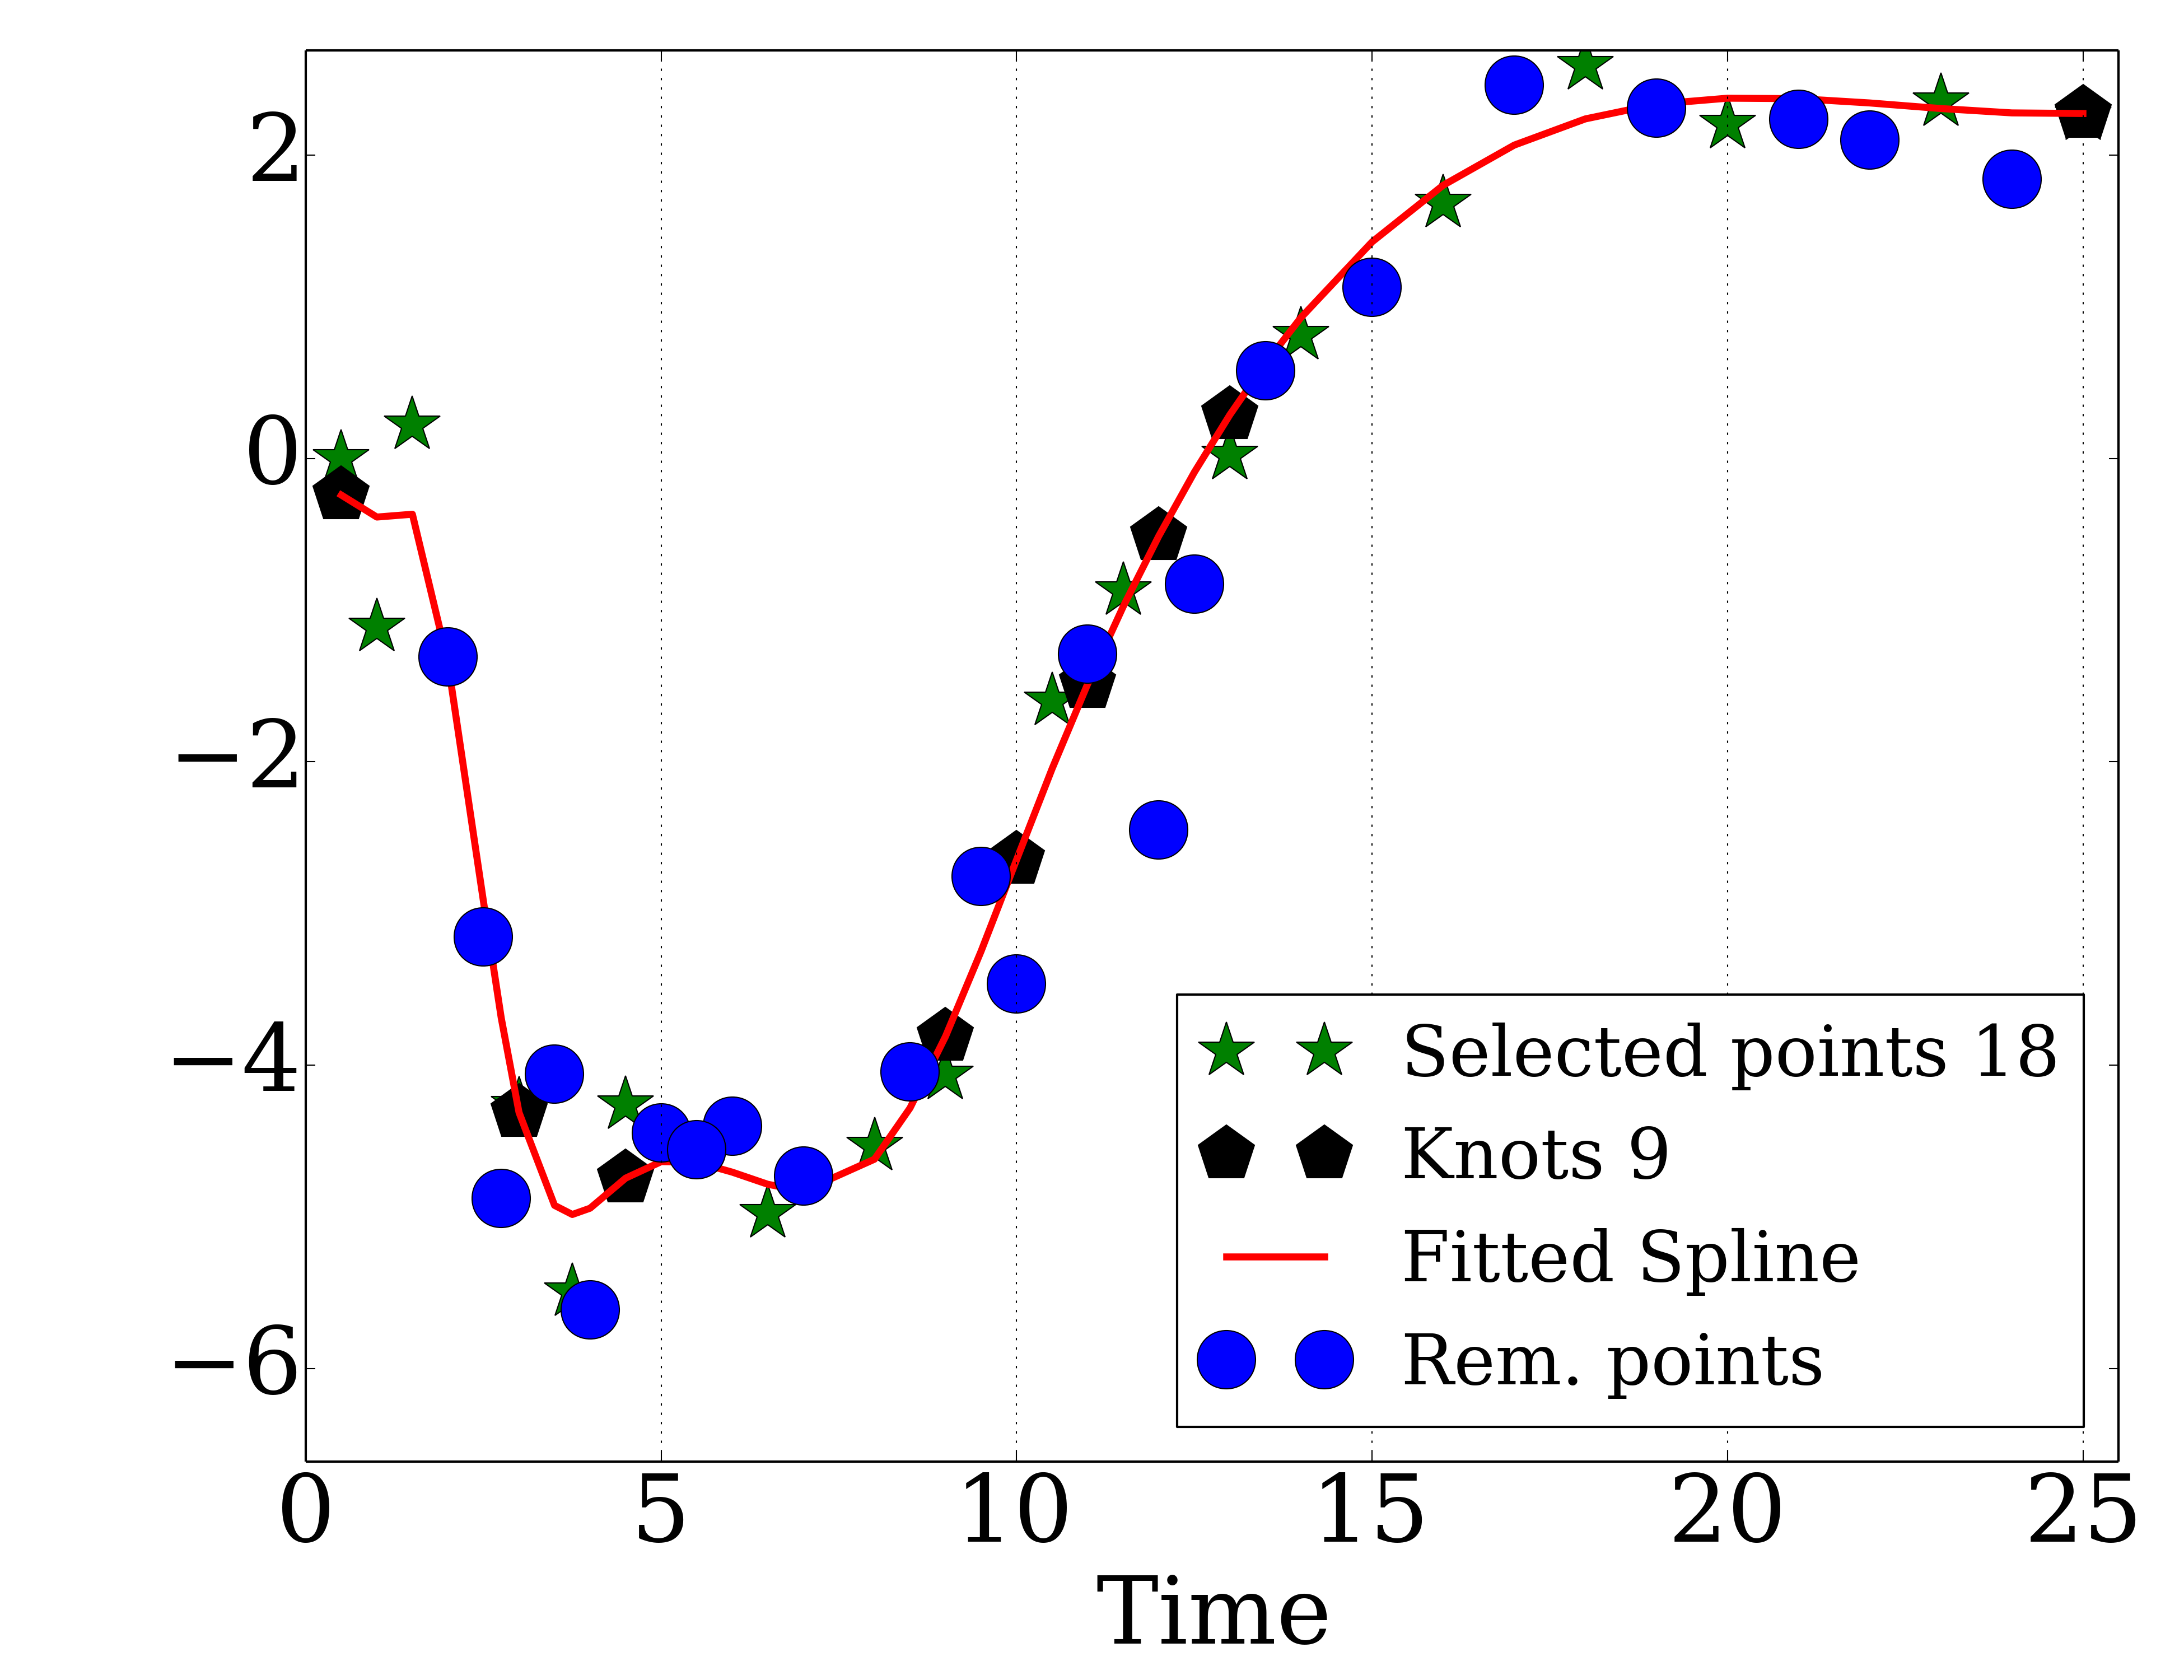 2
0
−2
−4
−6
Selected points 18
Knots 9
Fitted Spline
Rem. points
0 5 10 15 20 25
Time